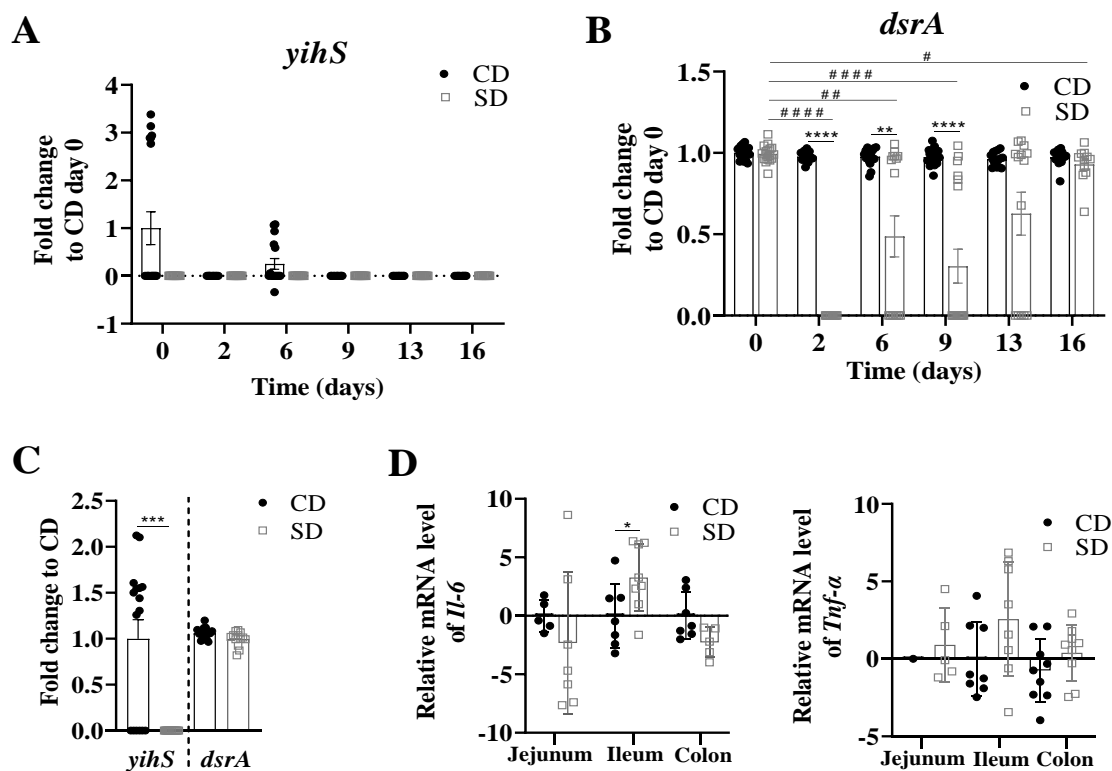 A
yihS
CD
SD
Fold change
to CD day 0
4
3
2
1
0
-1
0 2 6 9 13 16
Time (days)
B
dsrA
#
# # # #
# #
# # # #
CD
SD
**** ** ****
Fold change
to CD day 0
1.5
1.0
0.5
0.0
0 2 6 9 13 16
Time (days)
C
CD
SD
***
Fold change to CD
2.5
2.0
1.5
1.0
0.5
0.0
yihS dsrA
D
CD
SD
*
Relative mRNA level
of Il-6
10
5
0
-5
-10
Jejunum Ileum Colon
CD
SD
Relative mRNA level
of Tnf-α
10
5
0
-5
Jejunum Ileum Colon